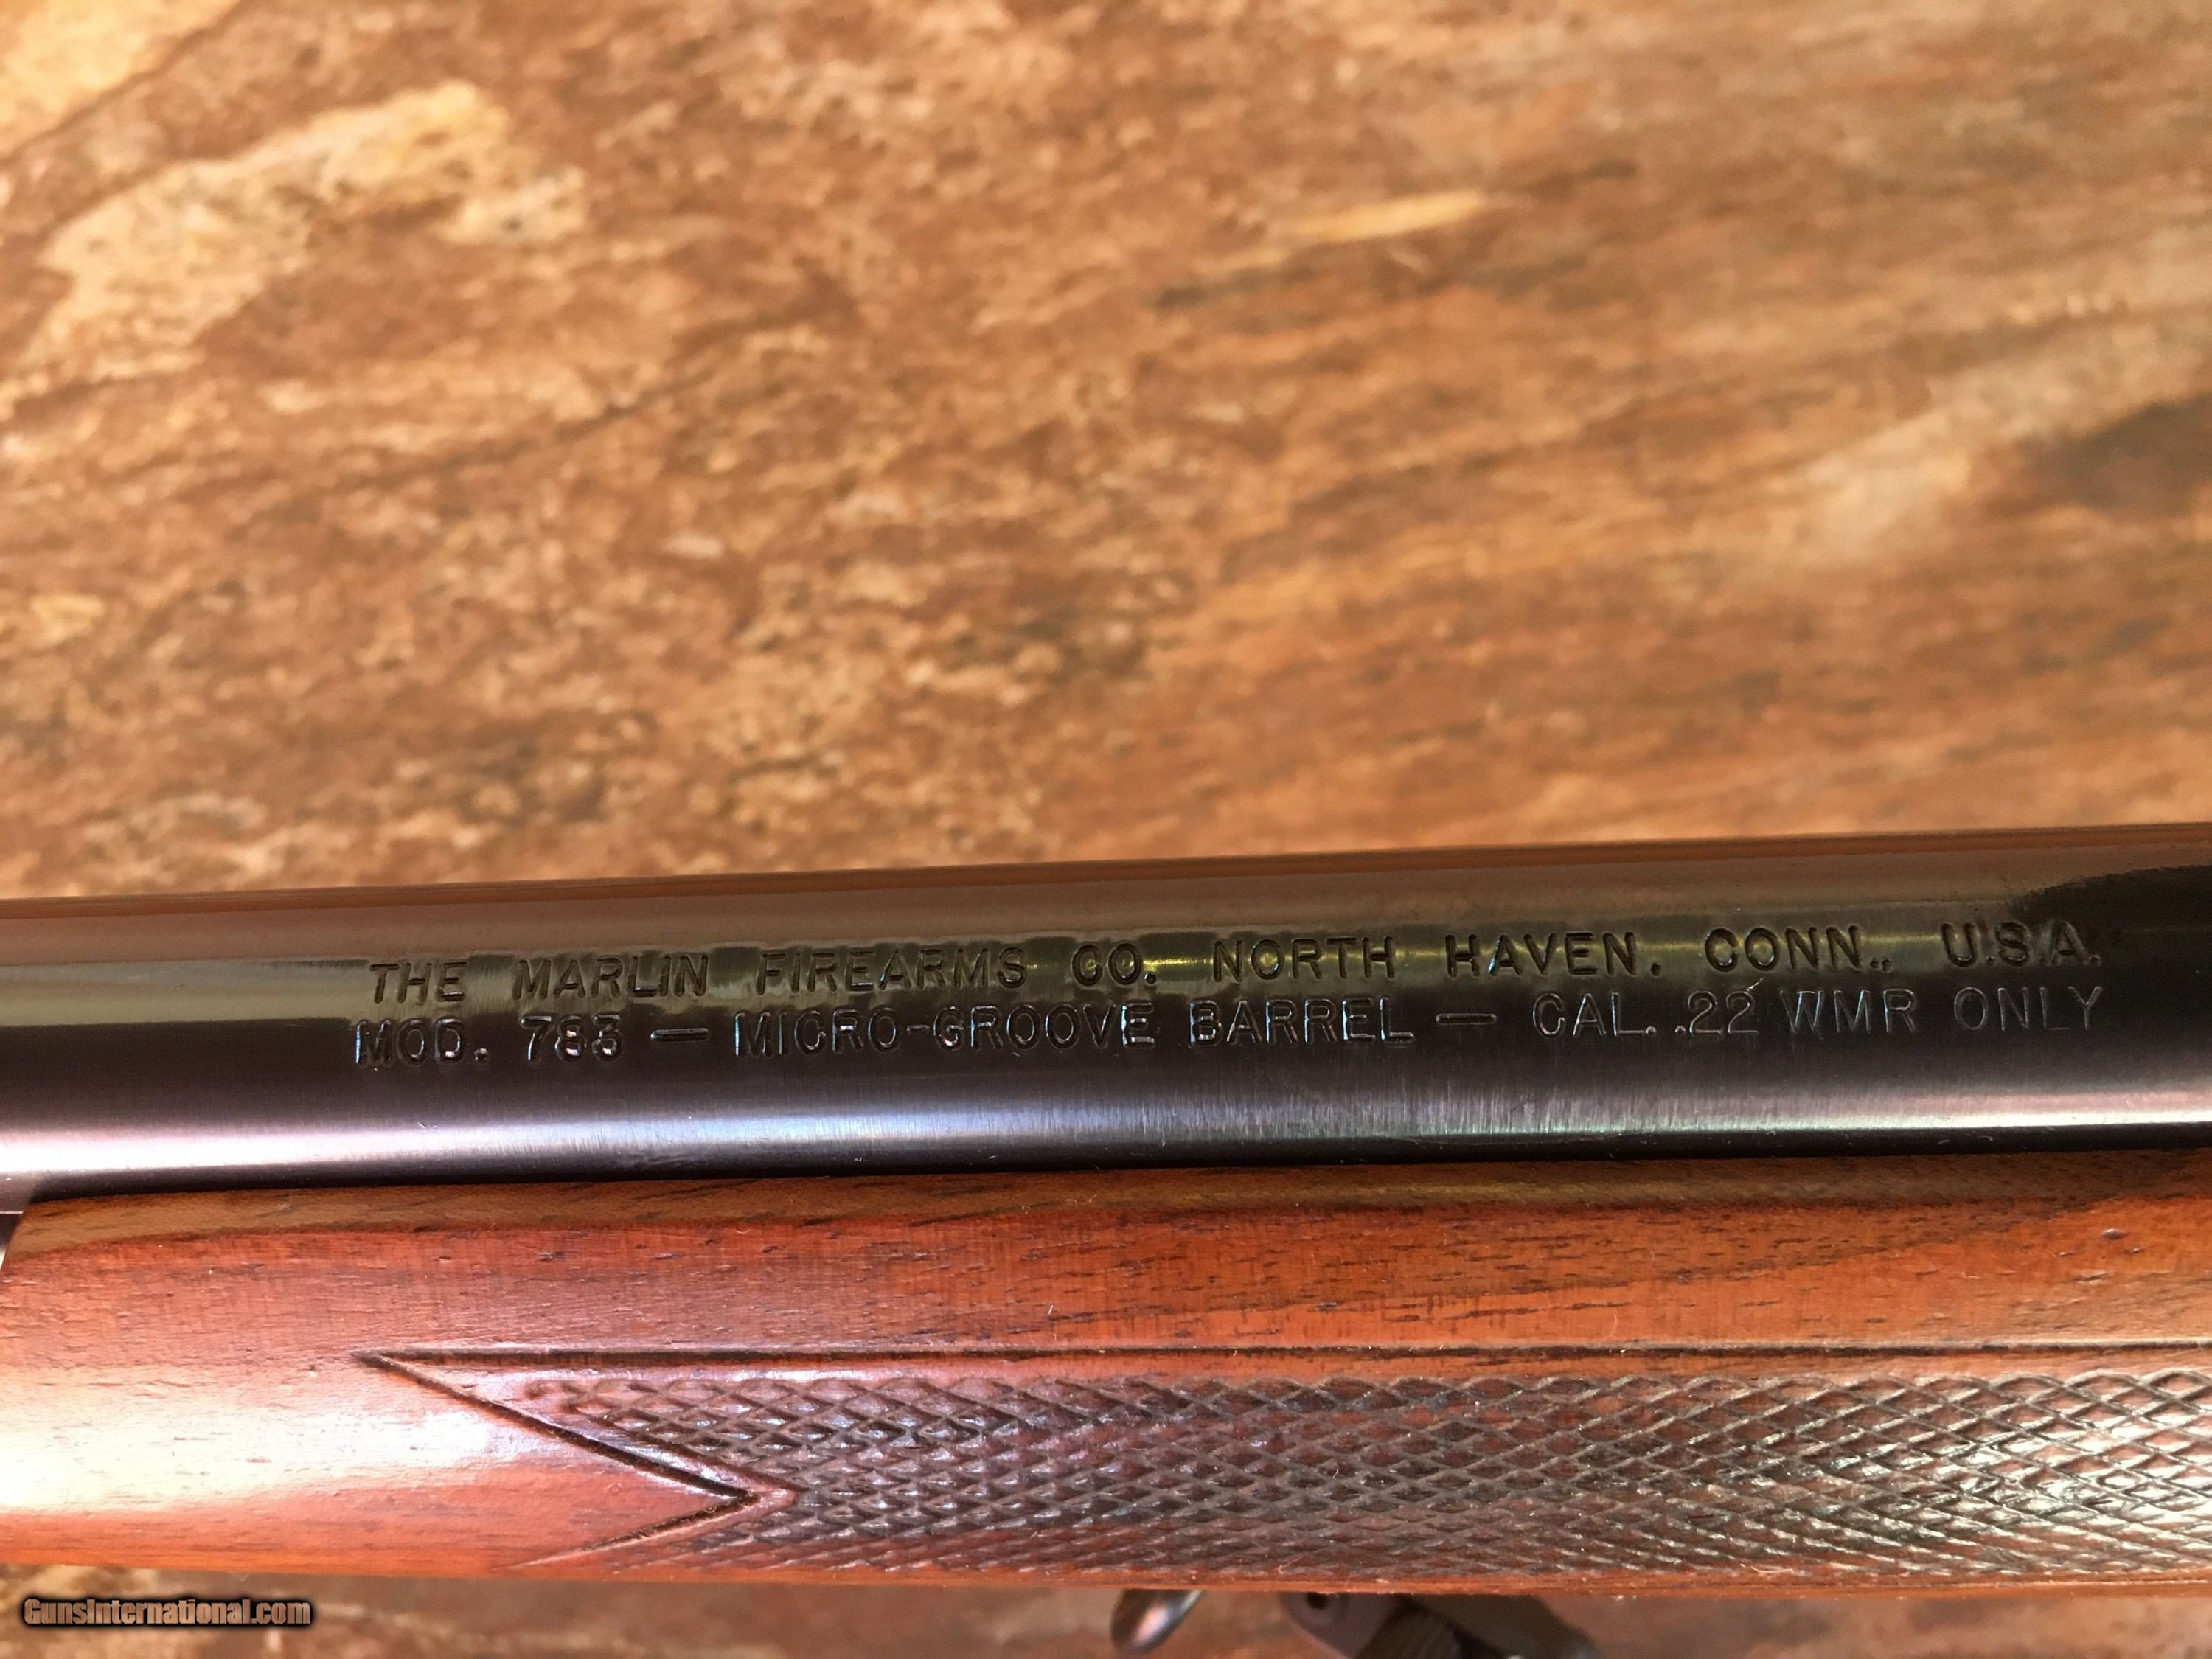 THE MARLIN FIREARMS CO. NORTH HAVEN, CONN., U.S.A.
MOD. 783 — MICRO-GROOVE BARREL — CAL. .22 WMR ONLY
GunsInternational.com